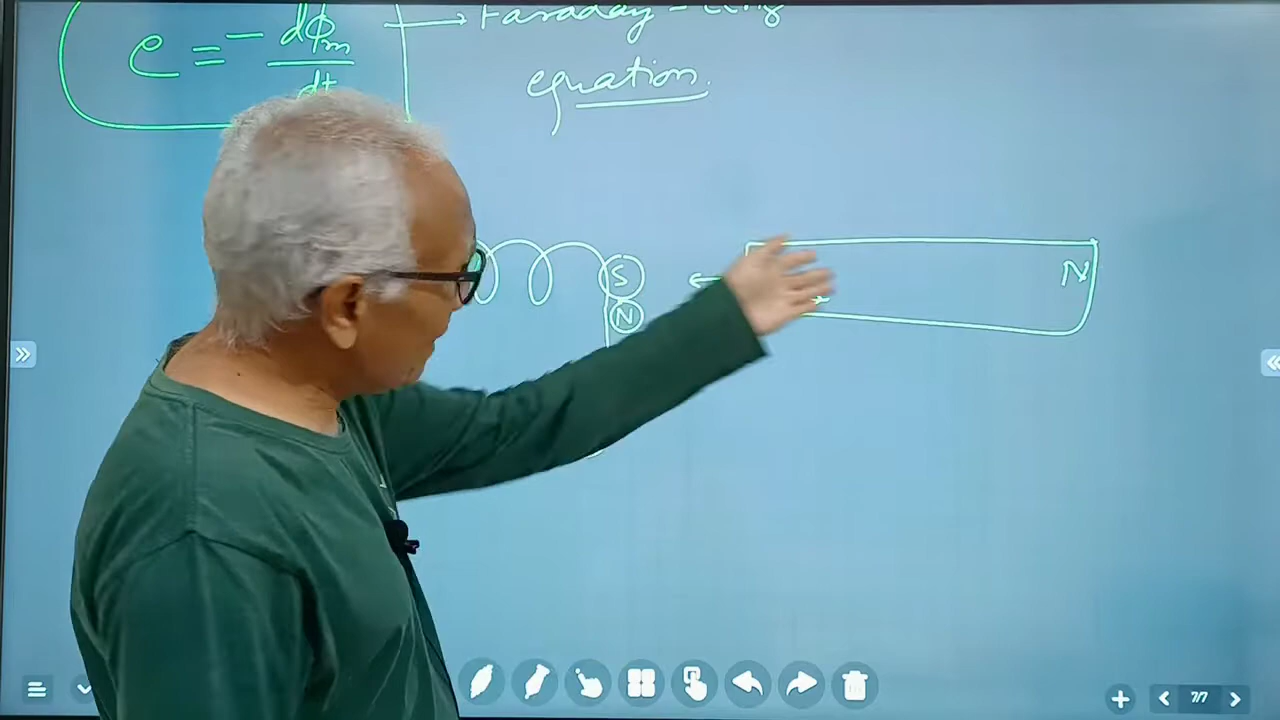 e = - dϕm
dt
→ Faraday -
equation.
S
N
N
7/7